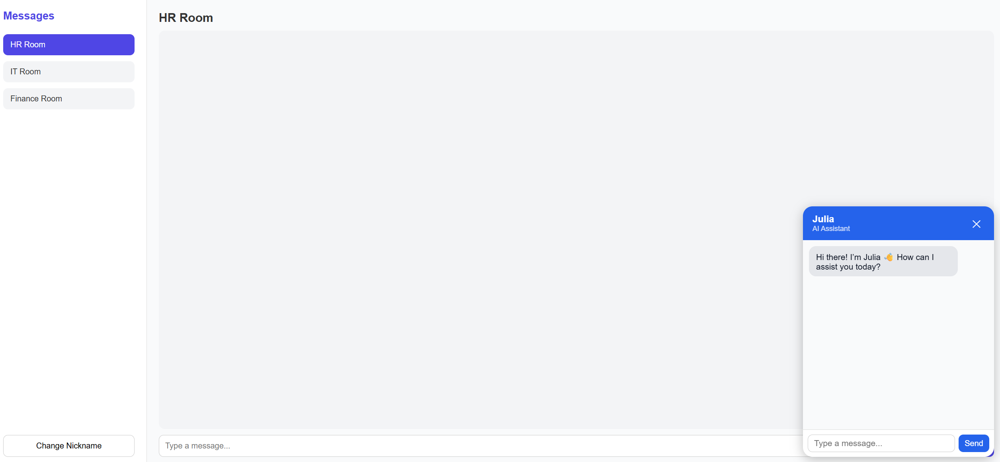 Messages
HR Room
IT Room
Finance Room
Change Nickname
HR Room
Type a message...
Julia
AI Assistant
Hi there! I’m Julia 👋 How can I
assist you today?
Type a message...
Send